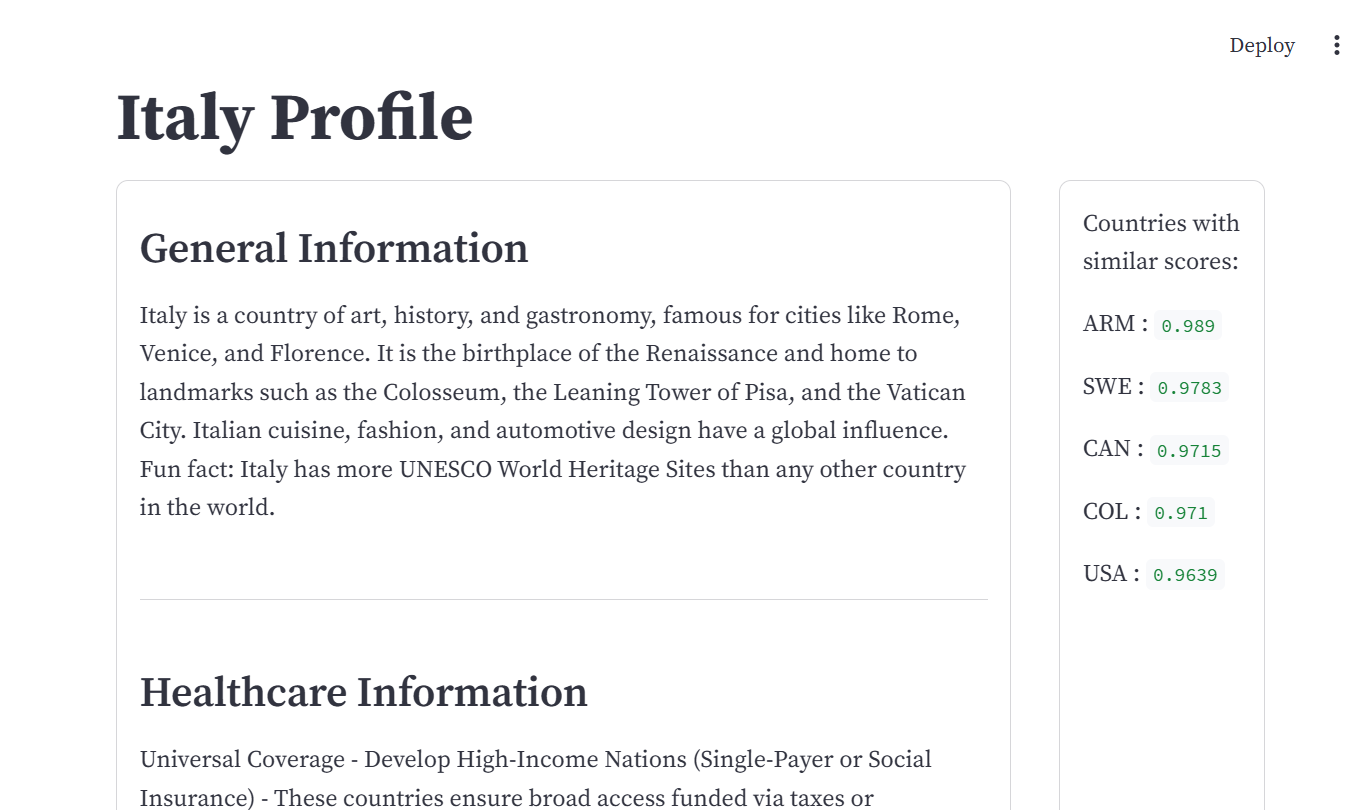 Deploy
Italy Profile
General Information
Italy is a country of art, history, and gastronomy, famous for cities like Rome,
Venice, and Florence. It is the birthplace of the Renaissance and home to
landmarks such as the Colosseum, the Leaning Tower of Pisa, and the Vatican
City. Italian cuisine, fashion, and automotive design have a global influence.
Fun fact: Italy has more UNESCO World Heritage Sites than any other country
in the world.
Healthcare Information
Universal Coverage - Develop High-Income Nations (Single-Payer or Social
Insurance) - These countries ensure broad access funded via taxes or
Countries with
similar scores:
ARM : 0.989
SWE : 0.9783
CAN : 0.9715
COL : 0.971
USA : 0.9639